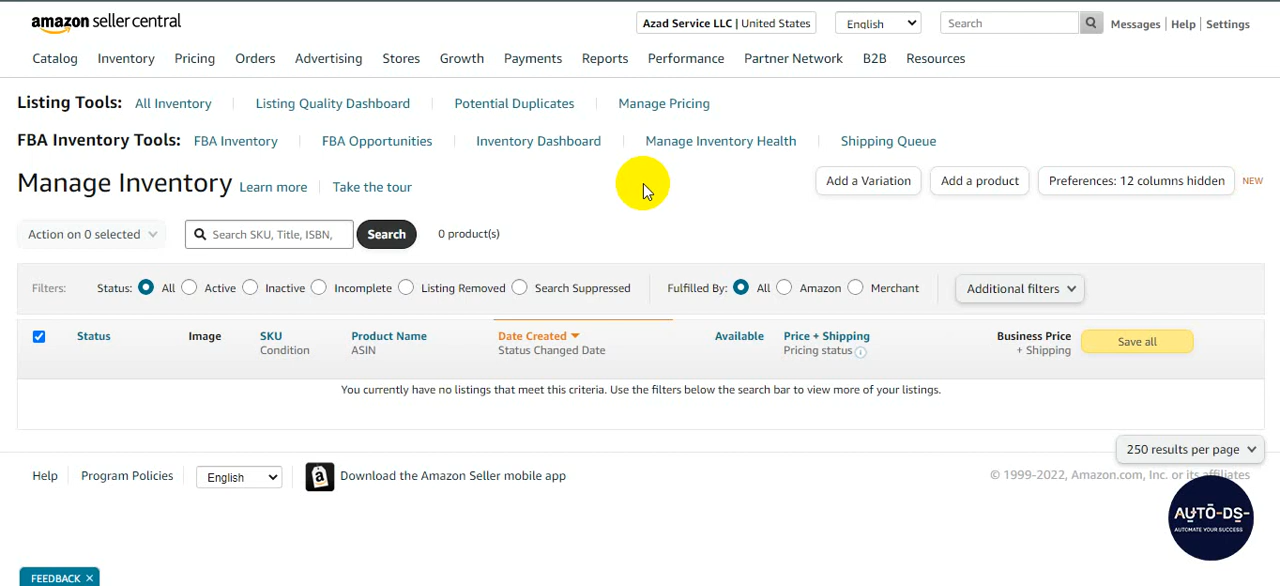 amazon seller central
Azad Service LLC | United States
English
Search
Messages | Help | Settings
Catalog Inventory Pricing Orders Advertising Stores Growth Payments Reports Performance Partner Network B2B Resources
Listing Tools: All Inventory | Listing Quality Dashboard | Potential Duplicates | Manage Pricing
FBA Inventory Tools: FBA Inventory | FBA Opportunities | Inventory Dashboard | Manage Inventory Health | Shipping Queue
Manage Inventory Learn more | Take the tour
Add a Variation
Add a product
Preferences: 12 columns hidden
NEW
Action on 0 selected
Search SKU, Title, ISBN,
Search
0 product(s)
Filters: Status: All Active Inactive Incomplete Listing Removed Search Suppressed
Fulfilled By: All Amazon Merchant
Additional filters
Status Image SKU Product Name Date Created Available Price + Shipping Business Price
Condition ASIN Status Changed Date Pricing status i + Shipping
Save all
You currently have no listings that meet this criteria. Use the filters below the search bar to view more of your listings.
250 results per page
Help | Program Policies
English
a
Download the Amazon Seller mobile app
© 1999-2022, Amazon.com, Inc. or its affiliates
AUTO-DS-
AUTOMATE YOUR SUCCESS
FEEDBACK ×